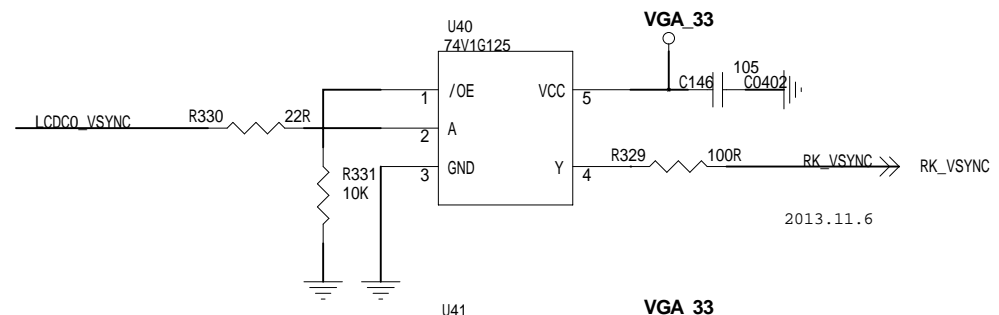 U40
74V1G125
VGA_33
105
C146
C0402
1
/OE
VCC
5
LCDC0_VSYNC
R330
22R
2
A
3
GND
Y
4
R329
100R
RK_VSYNC
RK_VSYNC
R331
10K
2013.11.6
U41
VGA_33